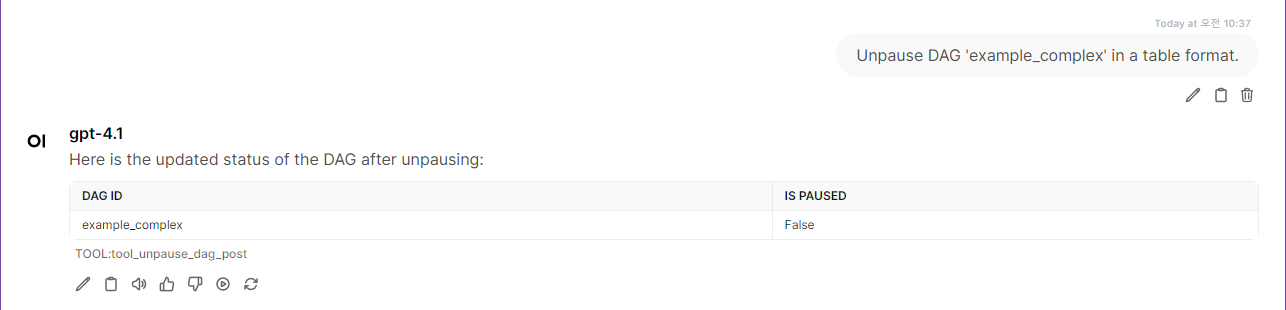 Today at 오전 10:37
Unpause DAG 'example_complex' in a table format.
OI
gpt-4.1
Here is the updated status of the DAG after unpausing:
DAG ID IS PAUSED
example_complex False
TOOL:tool_unpause_dag_post